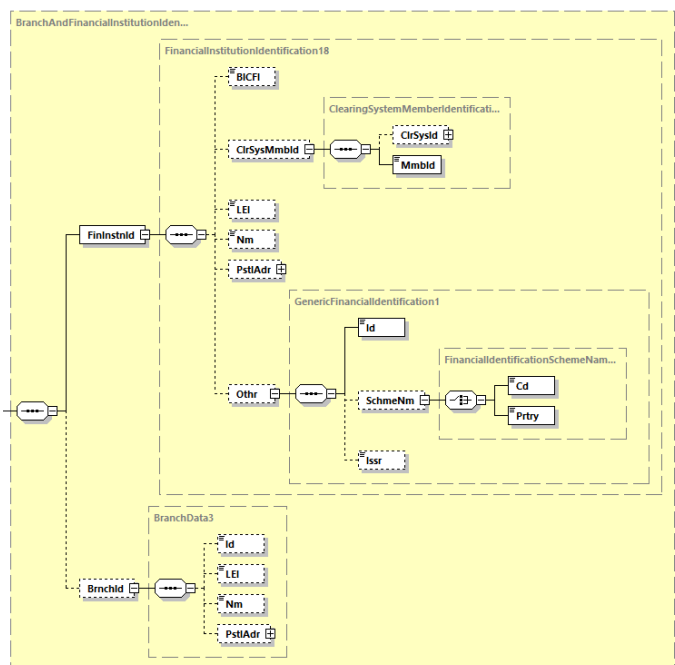 BranchAndFinancialInstitutionIden...
FinancialInstitutionIdentification18
BICFI
ClearingSystemMemberIdentificati...
ClrSysId
ClrSysMmbId
MmbId
LEI
Nm
FinInstnId
PstlAdr
GenericFinancialIdentification1
Id
FinancialIdentificationSchemeNam...
Cd
Othr
SchmeNm
Prtry
Issr
BranchData3
Id
LEI
BrnchId
Nm
PstlAdr